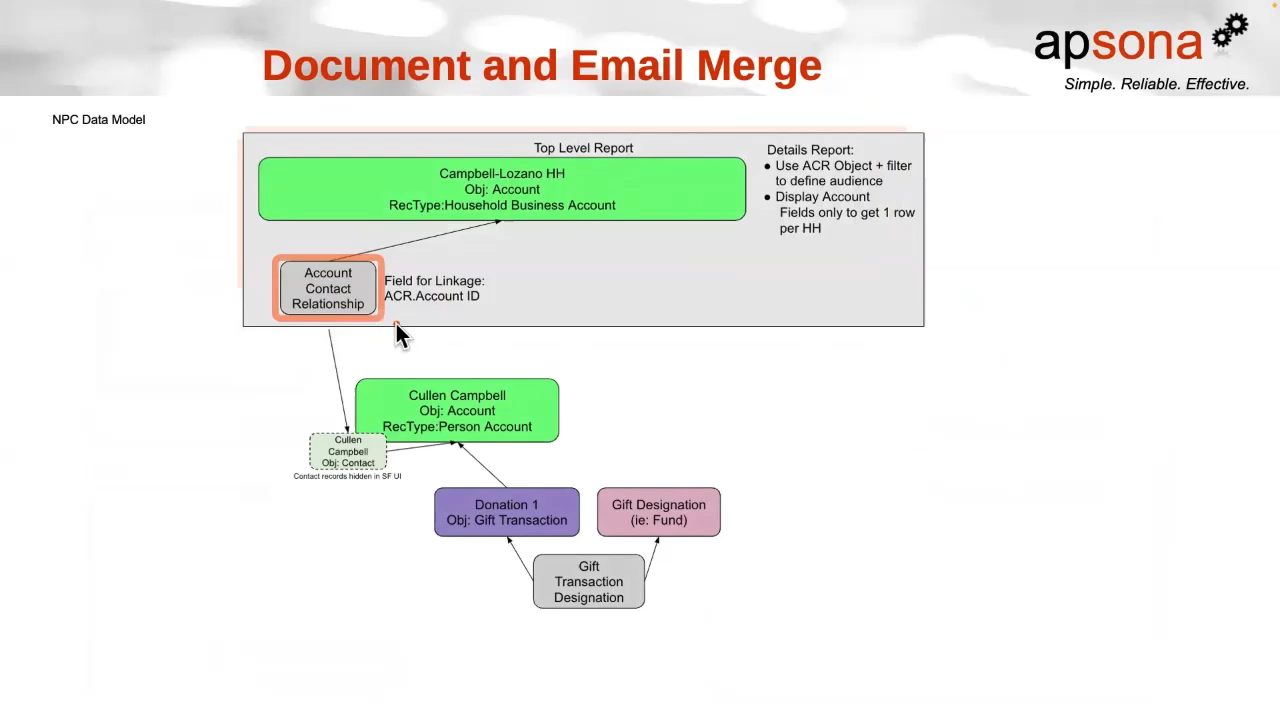 Document and Email Merge
apsona
Simple. Reliable. Effective.
NPC Data Model
Top Level Report
Campbell-Lozano HH
Obj: Account
RecType:Household Business Account
Details Report:
● Use ACR Object + filter
to define audience
● Display Account
Fields only to get 1 row
per HH
Account
Contact
Relationship
Field for Linkage:
ACR.Account ID
Cullen Campbell
Obj: Account
RecType:Person Account
Cullen
Campbell
Obj: Contact
Contact records hidden in SF UI
Donation 1
Obj: Gift Transaction
Gift Designation
(ie: Fund)
Gift
Transaction
Designation